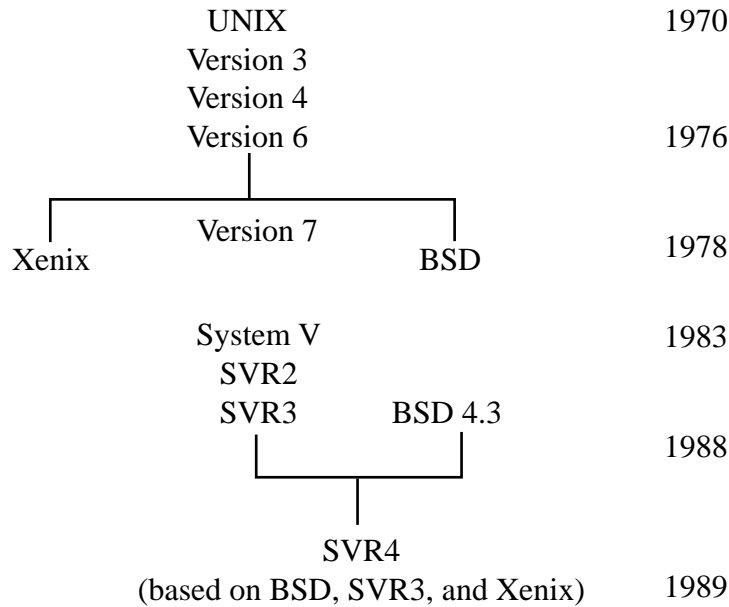 UNIX 1970
Version 3
Version 4
Version 6 1976
Version 7
Xenix BSD 1978
System V 1983
SVR2
SVR3 BSD 4.3
1988
SVR4
(based on BSD, SVR3, and Xenix) 1989